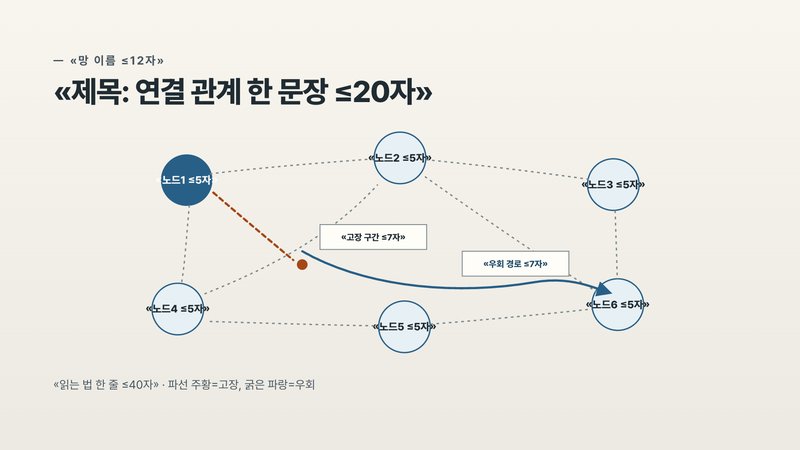 — «망 이름 ≤12자»
«제목: 연결 관계 한 문장 ≤20자»
«노드2 ≤5자»
노드1 ≤5자
«노드3 ≤5자»
«고장 구간 ≤7자»
«우회 경로 ≤7자»
«노드4 ≤5자»
«노드6 ≤5자»
«노드5 ≤5자»
«읽는 법 한 줄 ≤40자» · 파선 주황=고장, 굵은 파랑=우회